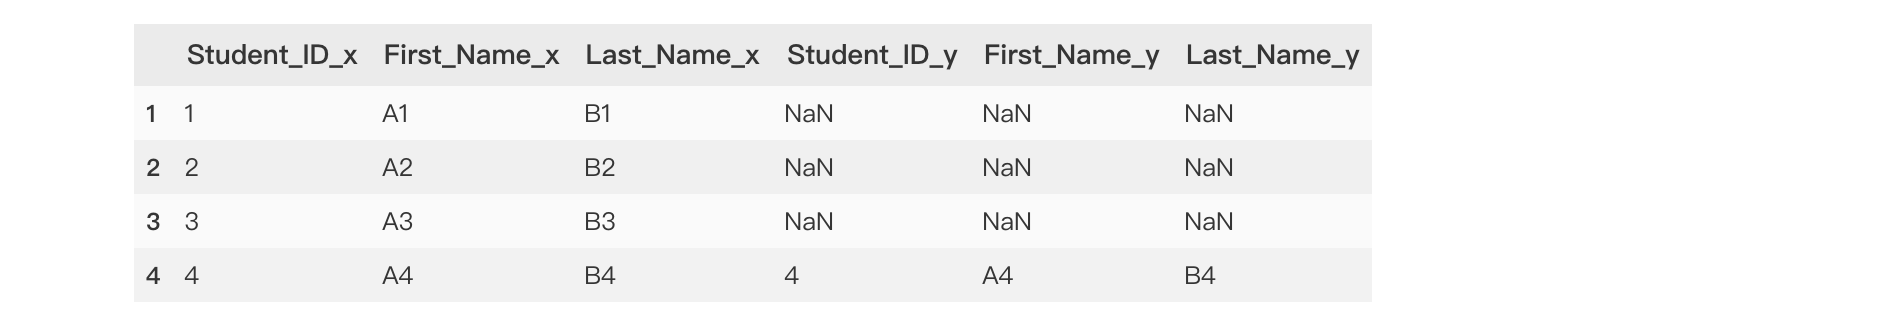 Student_ID_x First_Name_x Last_Name_x Student_ID_y First_Name_y Last_Name_y
1 1 A1 B1 NaN NaN NaN
2 2 A2 B2 NaN NaN NaN
3 3 A3 B3 NaN NaN NaN
4 4 A4 B4 4 A4 B4